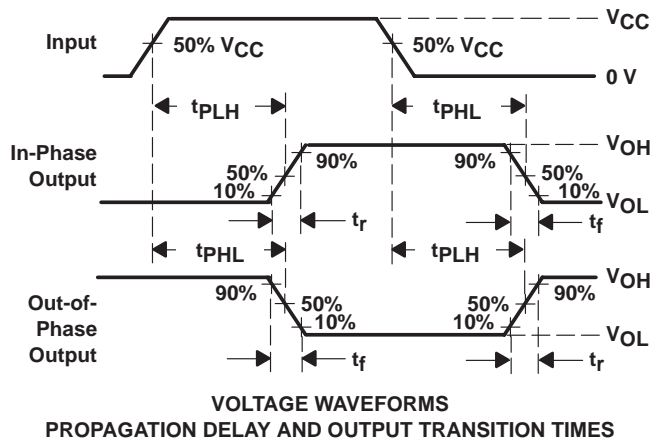 VCC
Input
50% VCC
50% VCC
0 V
tPLH
tPHL
In-Phase
Output
VOH
90%
90%
50%
50%
10%
10%
VOL
tr
tf
tPHL
tPLH
Out-of-
Phase
Output
VOH
90%
90%
50%
50%
10%
10%
VOL
tf
tr
VOLTAGE WAVEFORMS
PROPAGATION DELAY AND OUTPUT TRANSITION TIMES